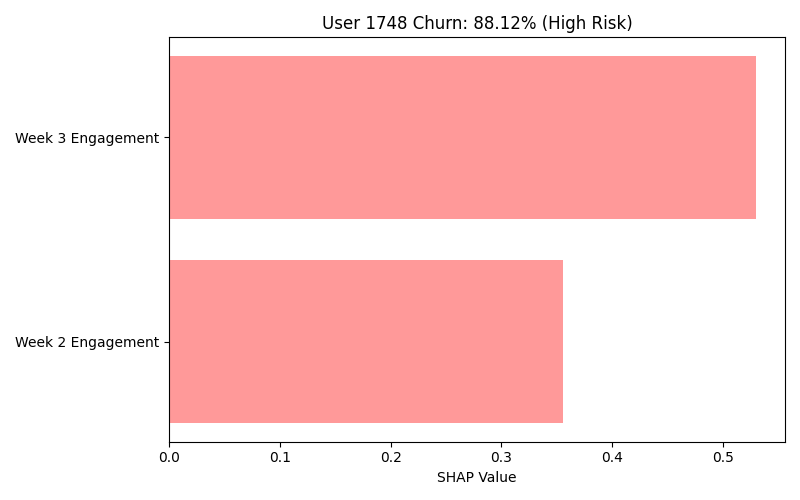 User 1748 Churn: 88.12% (High Risk)
Week 3 Engagement
Week 2 Engagement
0.0 0.1 0.2 0.3 0.4 0.5
SHAP Value